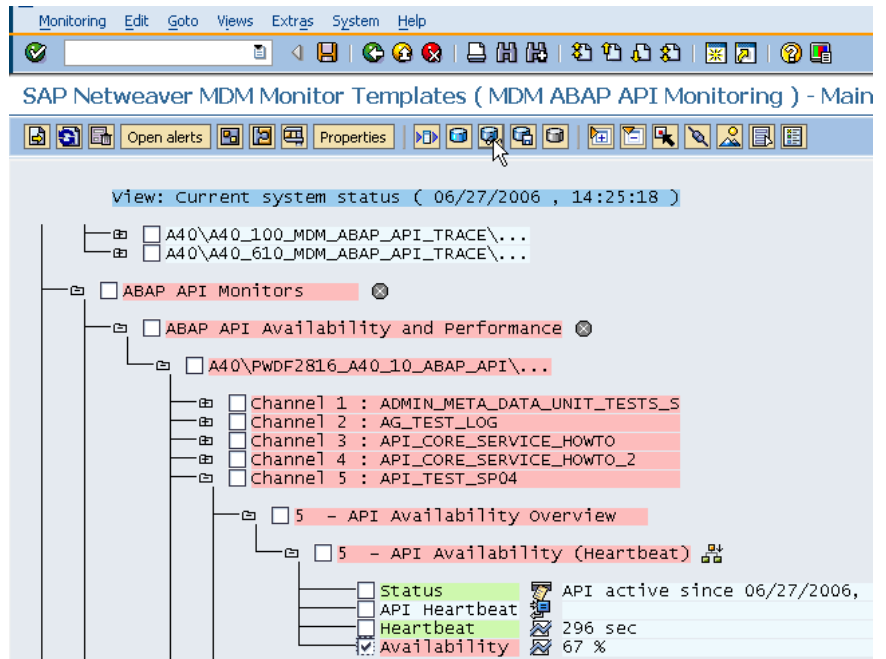 Monitoring Edit Goto Views Extras System Help
SAP Netweaver MDM Monitor Templates ( MDM ABAP API Monitoring ) - Main
Open alerts Properties
View: Current system status ( 06/27/2006 , 14:25:18 )
A40\A40_100_MDM_ABAP_API_TRACE\...
A40\A40_610_MDM_ABAP_API_TRACE\...
ABAP API Monitors
ABAP API Availability and Performance
A40\PWDF2816_A40_10_ABAP_API\...
Channel 1 : ADMIN_META_DATA_UNIT_TESTS_S
Channel 2 : AG_TEST_LOG
Channel 3 : API_CORE_SERVICE_HOWTO
Channel 4 : API_CORE_SERVICE_HOWTO_2
Channel 5 : API_TEST_SP04
5 - API Availability Overview
5 - API Availability (Heartbeat)
Status API active since 06/27/2006,
API Heartbeat
Heartbeat 296 sec
Availability 67 %